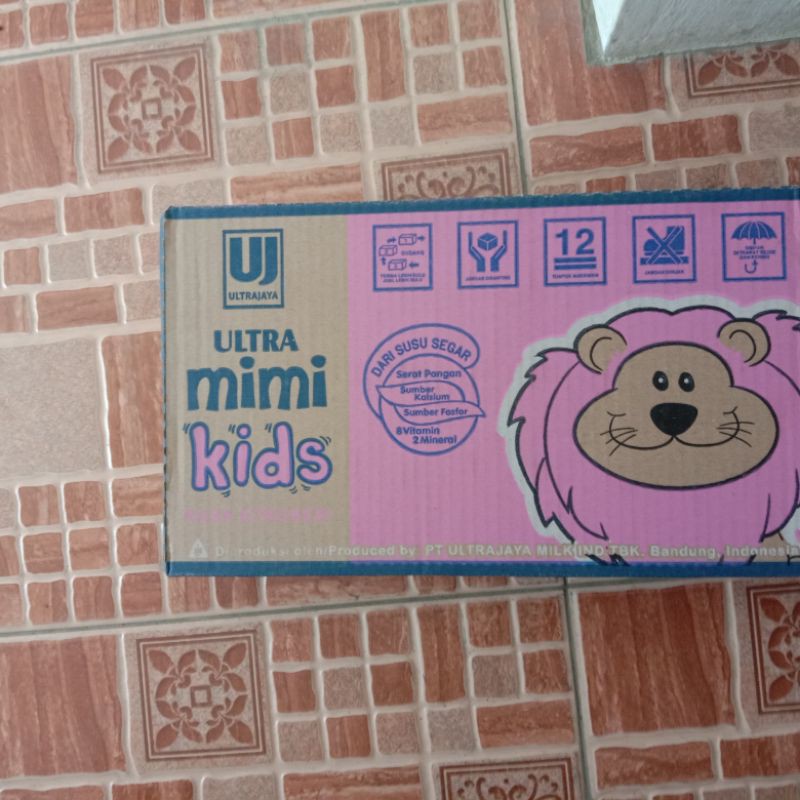 UJ
ULTRAJAYA
ULTRA
mimi
kids
12
DARI SUSU SEGAR
Serat Pangan
Sumber
Kalsium
Sumber Fosfor
8 Vitamin
2 Mineral
Diproduksi oleh/Produced by: PT ULTRAJAYA MILK IND TBK. Bandung, Indonesia